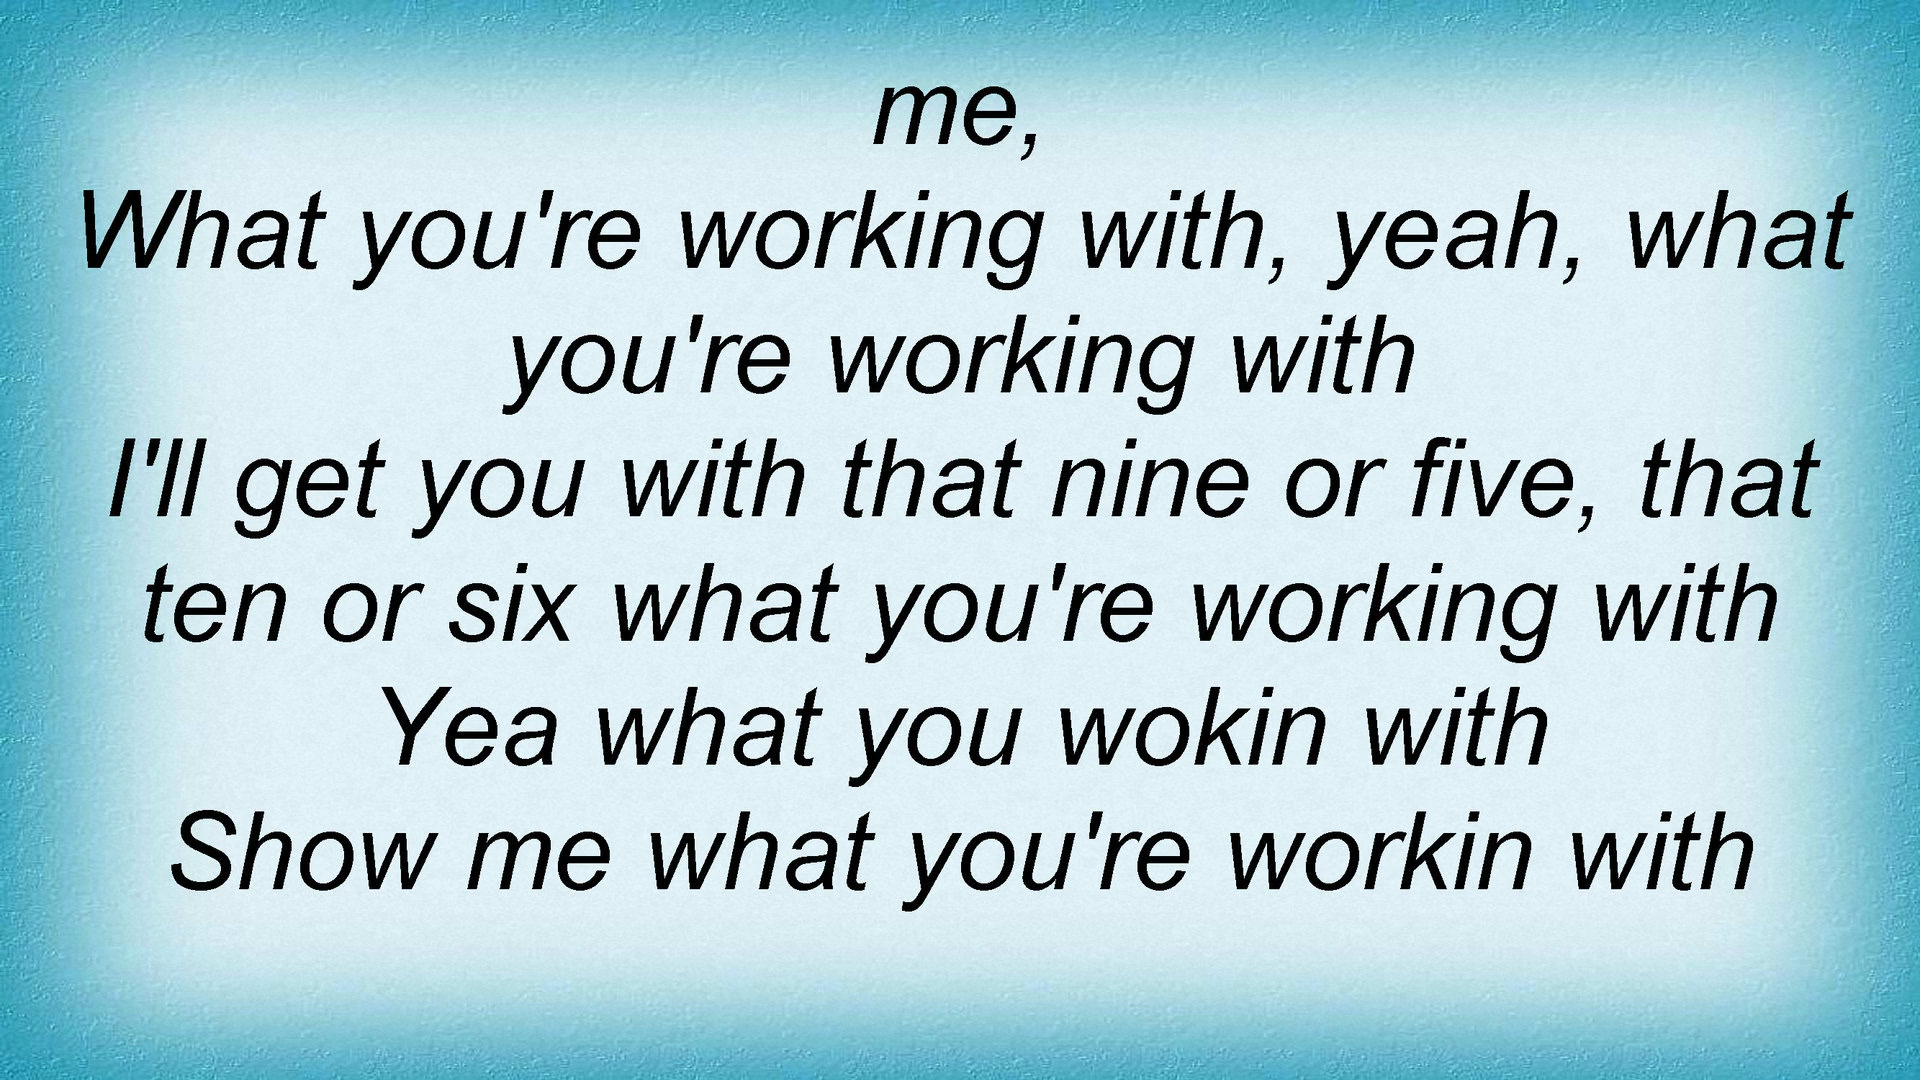 me,
What you're working with, yeah, what
you're working with
I'll get you with that nine or five, that
ten or six what you're working with
Yea what you wokin with
Show me what you're workin with